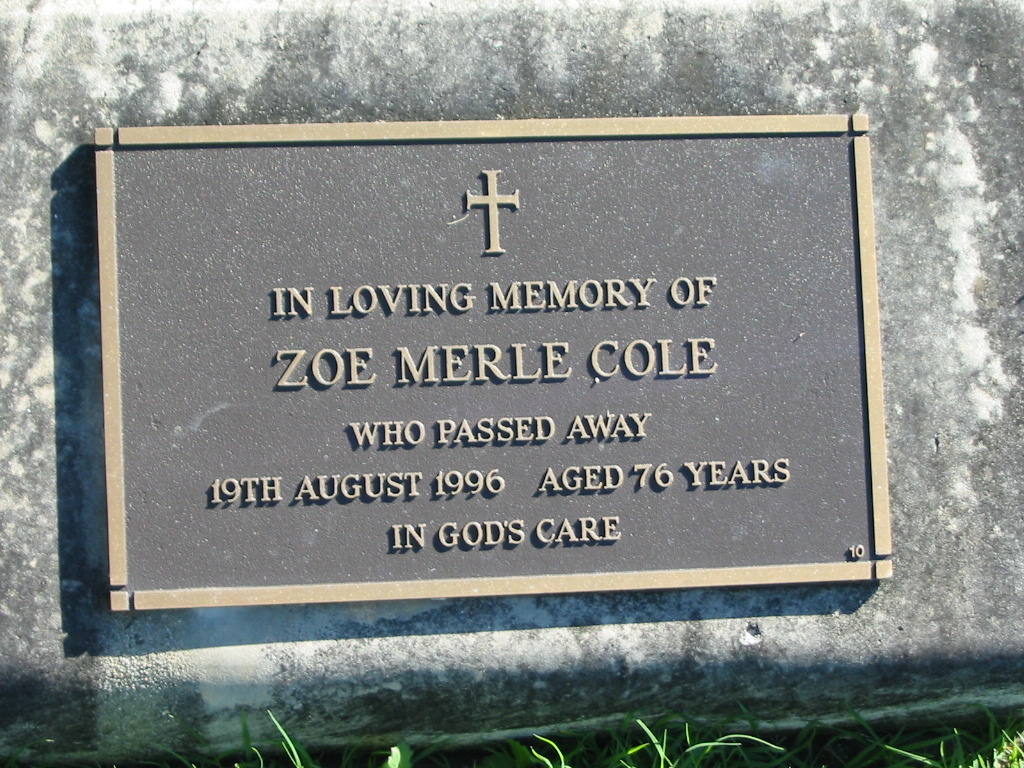 IN LOVING MEMORY OF
ZOE MERLE COLE
WHO PASSED AWAY
19TH AUGUST 1996 AGED 76 YEARS
IN GOD'S CARE
10